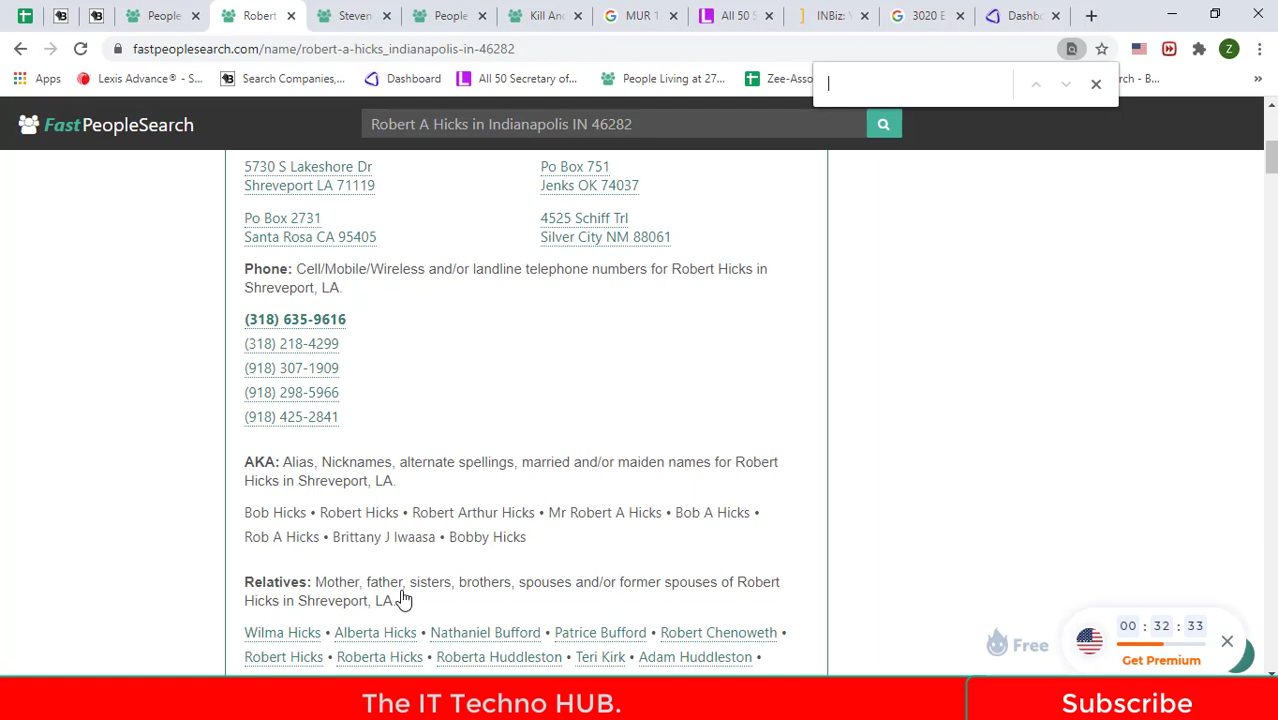 People
Robert
Steven
People
Kill And
MUR T
All 50 S
INBiz: Y
3020 E
Dashbo
fastpeoplesearch.com/name/robert-a-hicks_indianapolis-in-46282
Z
Apps
Lexis Advance® - S...
Search Companies,...
Dashboard
All 50 Secretary of...
People Living at 27...
Zee-Asso
rch - B...
»
FastPeopleSearch
Robert A Hicks in Indianapolis IN 46282
5730 S Lakeshore Dr
Shreveport LA 71119
Po Box 751
Jenks OK 74037
Po Box 2731
Santa Rosa CA 95405
4525 Schiff Trl
Silver City NM 88061
Phone: Cell/Mobile/Wireless and/or landline telephone numbers for Robert Hicks in
Shreveport, LA.
(318) 635-9616
(318) 218-4299
(918) 307-1909
(918) 298-5966
(918) 425-2841
AKA: Alias, Nicknames, alternate spellings, married and/or maiden names for Robert
Hicks in Shreveport, LA.
Bob Hicks • Robert Hicks • Robert Arthur Hicks • Mr Robert A Hicks • Bob A Hicks •
Rob A Hicks • Brittany J Iwaasa • Bobby Hicks
Relatives: Mother, father, sisters, brothers, spouses and/or former spouses of Robert
Hicks in Shreveport, LA.
Wilma Hicks • Alberta Hicks • Nathaniel Bufford • Patrice Bufford • Robert Chenoweth •
Robert Hicks • Roberta Hicks • Roberta Huddleston • Teri Kirk • Adam Huddleston •
Free
00 : 32 : 33
Get Premium
The IT Techno HUB.
Subscribe